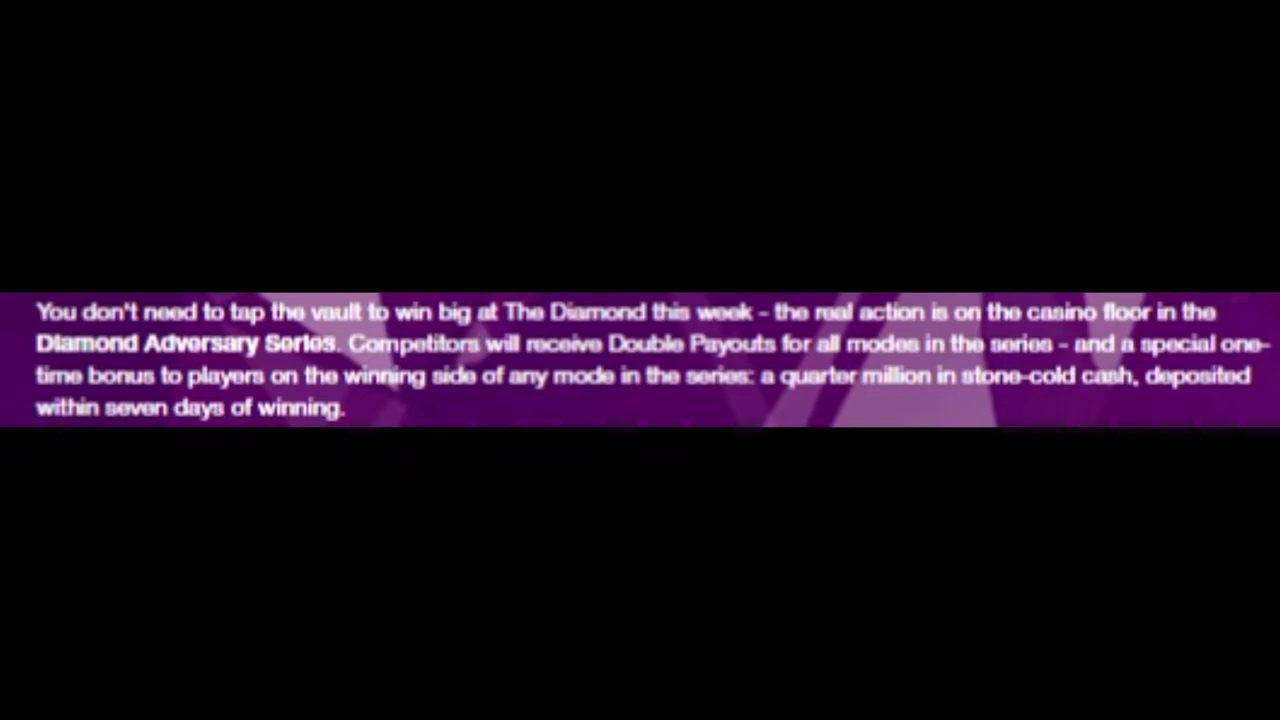 You don't need to tap the vault to win big at The Diamond this week - the real action is on the casino floor in the
Diamond Adversary Series. Competitors will receive Double Payouts for all modes in the series - and a special one-
time bonus to players on the winning side of any mode in the series: a quarter million in stone-cold cash, deposited
within seven days of winning.